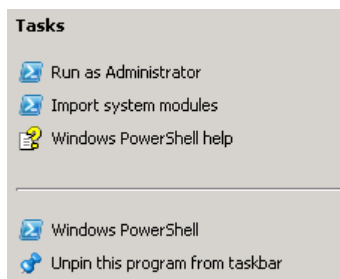 Tasks
Run as Administrator
Import system modules
Windows PowerShell help
Windows PowerShell
Unpin this program from taskbar